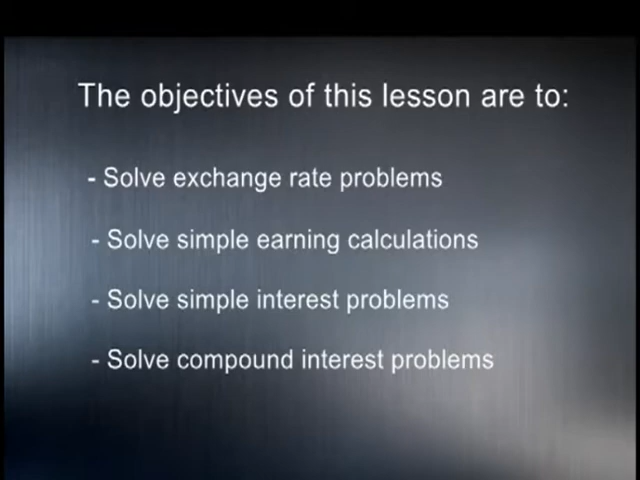 The objectives of this lesson are to:
- Solve exchange rate problems
- Solve simple earning calculations
- Solve simple interest problems
- Solve compound interest problems